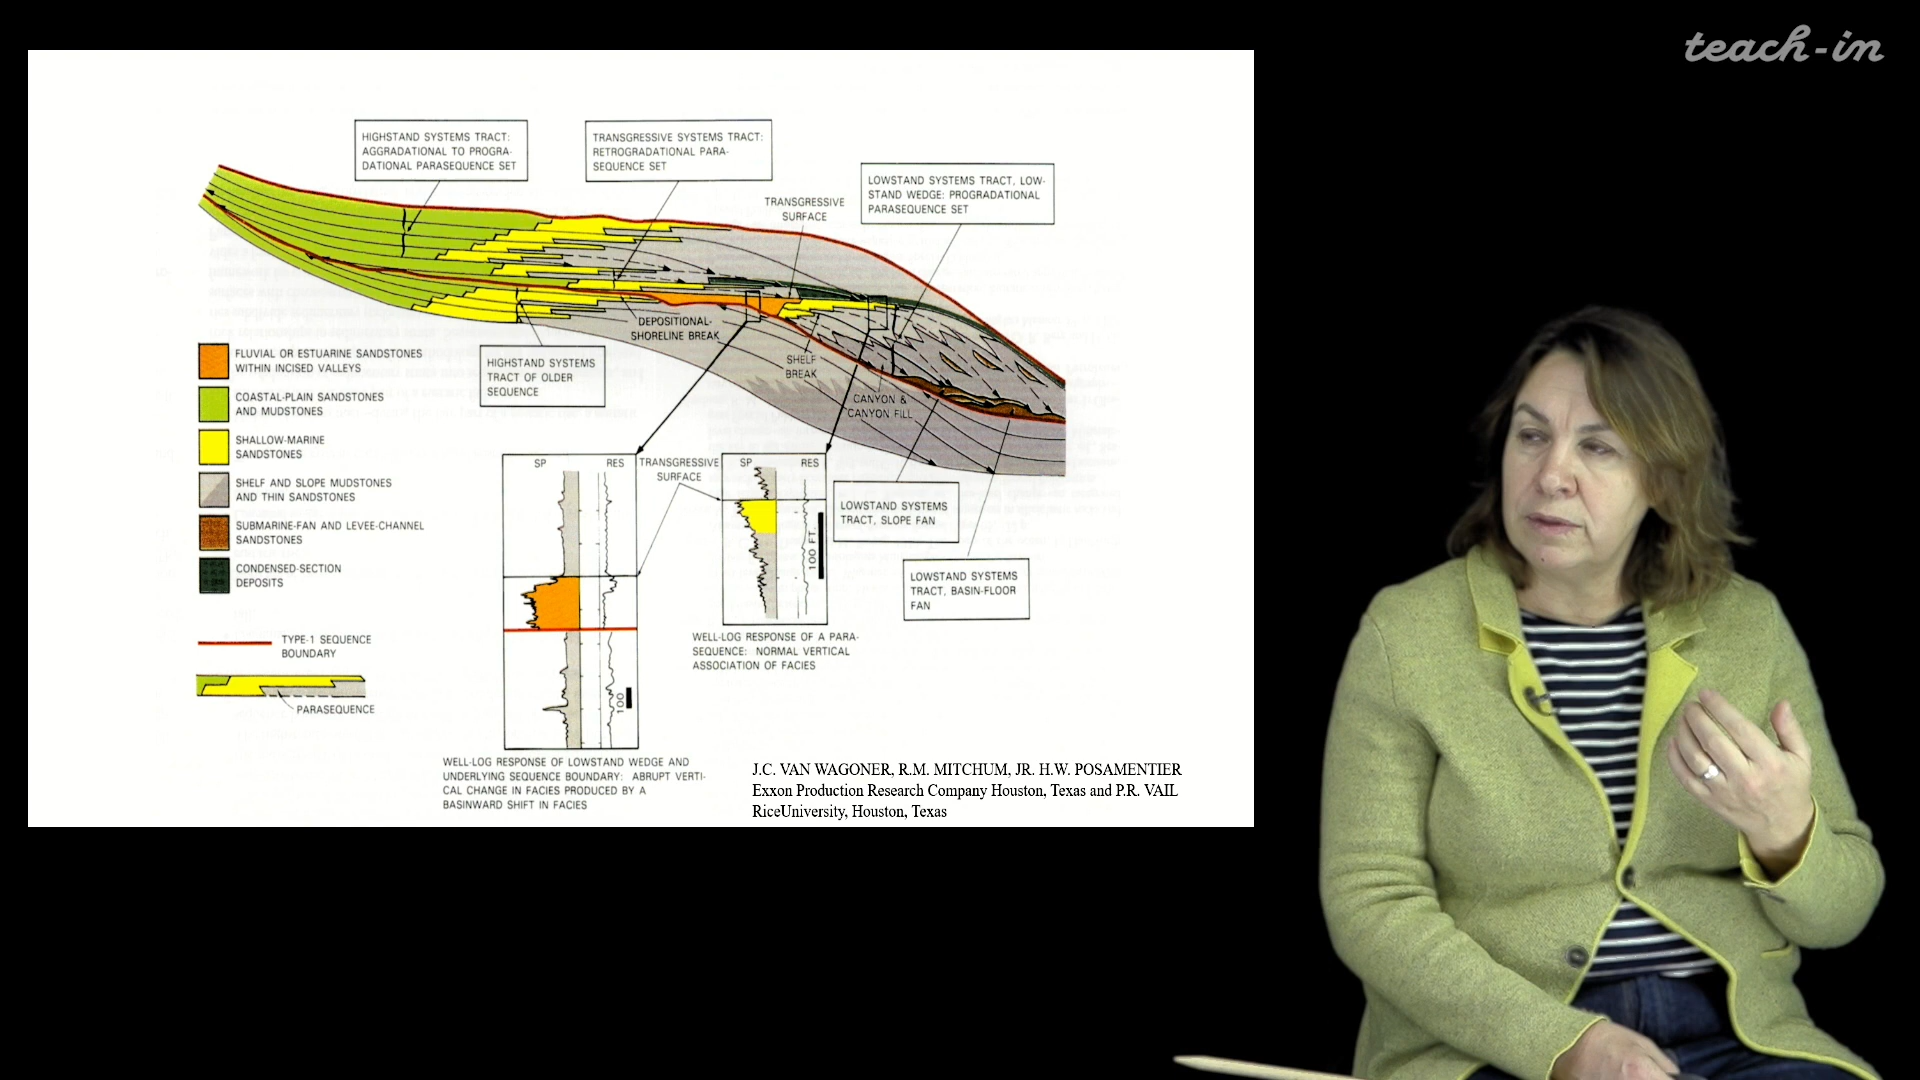 teach-in
HIGHSTAND SYSTEMS TRACT:
AGGRADATIONAL TO PROGRA-
DATIONAL PARASEQUENCE SET
TRANSGRESSIVE SYSTEMS TRACT:
RETROGRADATIONAL PARA-
SEQUENCE SET
LOWSTAND SYSTEMS TRACT, LOW-
STAND WEDGE: PROGRADATIONAL
PARASEQUENCE SET
TRANSGRESSIVE
SURFACE
DEPOSITIONAL-
SHORELINE BREAK
SHELF
BREAK
CANYON &
CANYON FILL
HIGHSTAND SYSTEMS
TRACT OF OLDER
SEQUENCE
FLUVIAL OR ESTUARINE SANDSTONES
WITHIN INCISED VALLEYS
COASTAL-PLAIN SANDSTONES
AND MUDSTONES
SHALLOW-MARINE
SANDSTONES
SHELF AND SLOPE MUDSTONES
AND THIN SANDSTONES
SUBMARINE-FAN AND LEVEE-CHANNEL
SANDSTONES
CONDENSED-SECTION
DEPOSITS
TYPE-1 SEQUENCE
BOUNDARY
PARASEQUENCE
SP RES
100
TRANSGRESSIVE
SURFACE
SP RES
100 FT.
LOWSTAND SYSTEMS
TRACT, SLOPE FAN
LOWSTAND SYSTEMS
TRACT, BASIN-FLOOR
FAN
WELL-LOG RESPONSE OF A PARA-
SEQUENCE: NORMAL VERTICAL
ASSOCIATION OF FACIES
WELL-LOG RESPONSE OF LOWSTAND WEDGE AND
UNDERLYING SEQUENCE BOUNDARY: ABRUPT VERTI-
CAL CHANGE IN FACIES PRODUCED BY A
BASINWARD SHIFT IN FACIES
J.C. VAN WAGONER, R.M. MITCHUM, JR. H.W. POSAMENTIER
Exxon Production Research Company Houston, Texas and P.R. VAIL
RiceUniversity, Houston, Texas